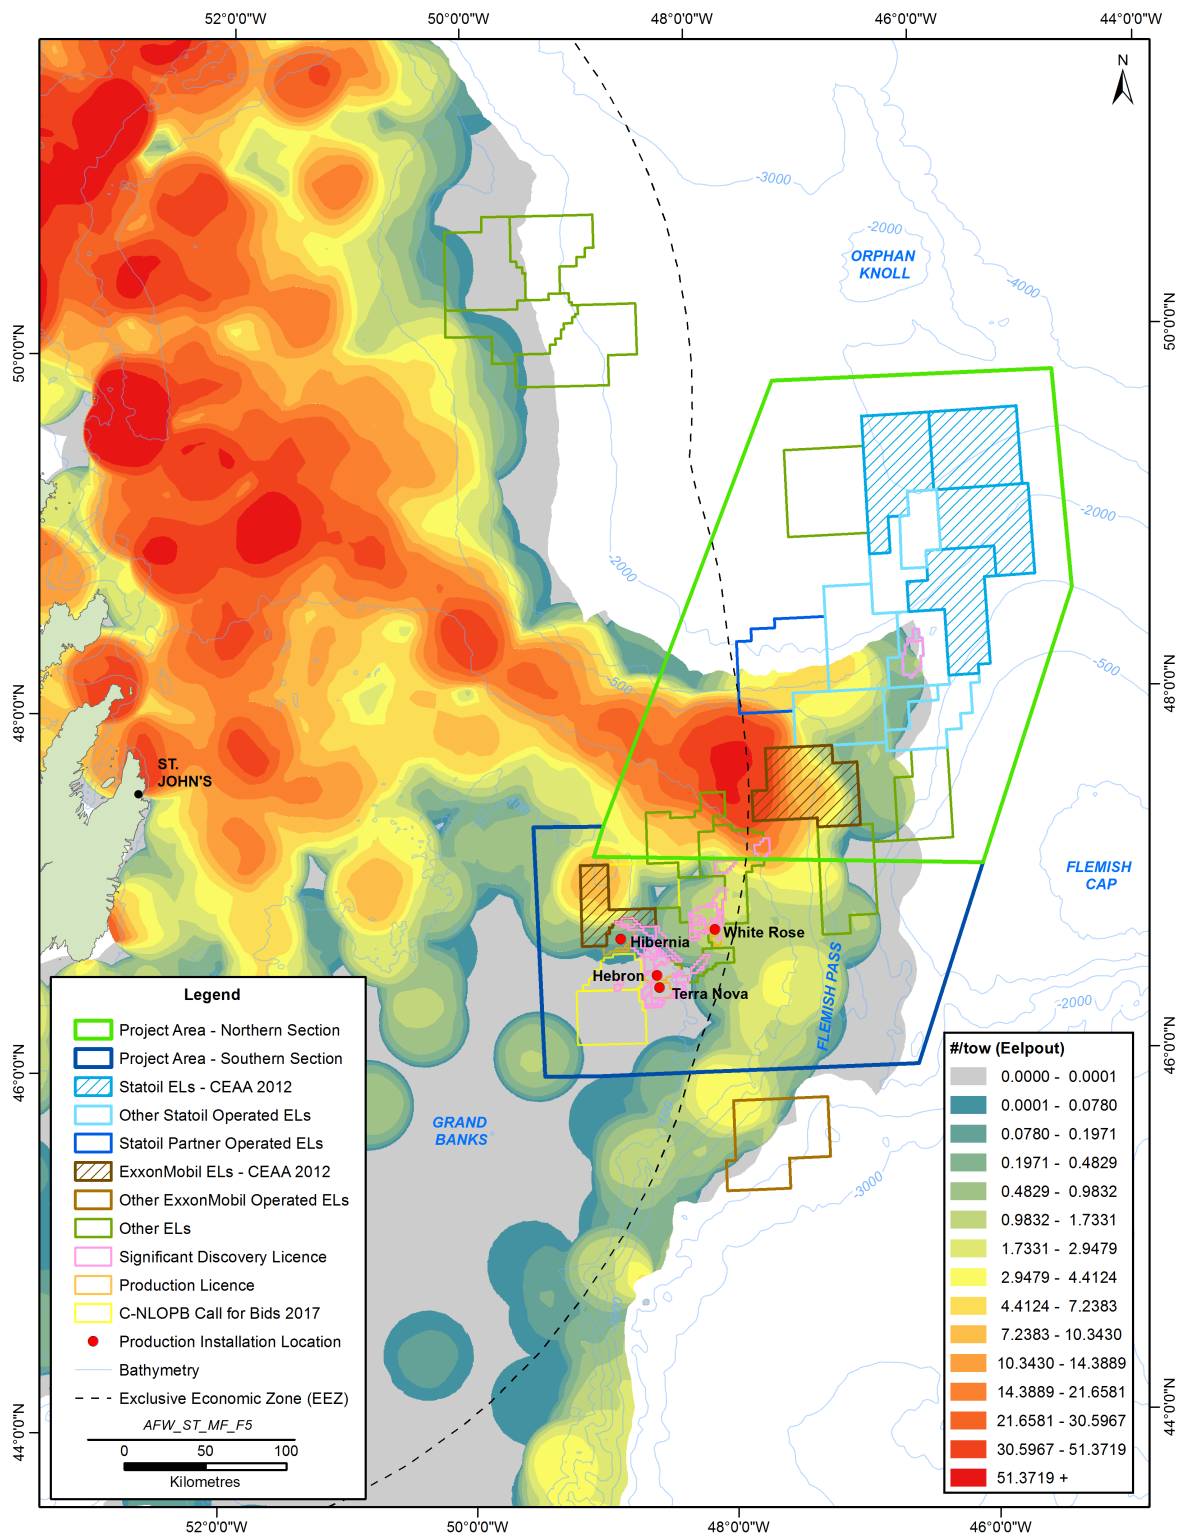 52°0'0"W 50°0'0"W 48°0'0"W 46°0'0"W 44°0'0"W
N
-3000
-2000
ORPHAN
KNOLL
-4000
50°0'0"N
50°0'0"N
-2000
-2000
-500
-500
48°0'0"N
48°0'0"N
ST.
JOHN'S
FLEMISH
CAP
White Rose
Hibernia
Hebron
Terra Nova
FLEMISH PASS
-2000
46°0'0"N
46°0'0"N
GRAND
BANKS
-3000
44°0'0"N
44°0'0"N
Legend
Project Area - Northern Section
Project Area - Southern Section
Statoil ELs - CEAA 2012
Other Statoil Operated ELs
Statoil Partner Operated ELs
ExxonMobil ELs - CEAA 2012
Other ExxonMobil Operated ELs
Other ELs
Significant Discovery Licence
Production Licence
C-NLOPB Call for Bids 2017
Production Installation Location
Bathymetry
Exclusive Economic Zone (EEZ)
AFW_ST_MF_F5
0 50 100
Kilometres
#/tow (Eelpout)
0.0000 - 0.0001
0.0001 - 0.0780
0.0780 - 0.1971
0.1971 - 0.4829
0.4829 - 0.9832
0.9832 - 1.7331
1.7331 - 2.9479
2.9479 - 4.4124
4.4124 - 7.2383
7.2383 - 10.3430
10.3430 - 14.3889
14.3889 - 21.6581
21.6581 - 30.5967
30.5967 - 51.3719
51.3719 +
52°0'0"W 50°0'0"W 48°0'0"W 46°0'0"W